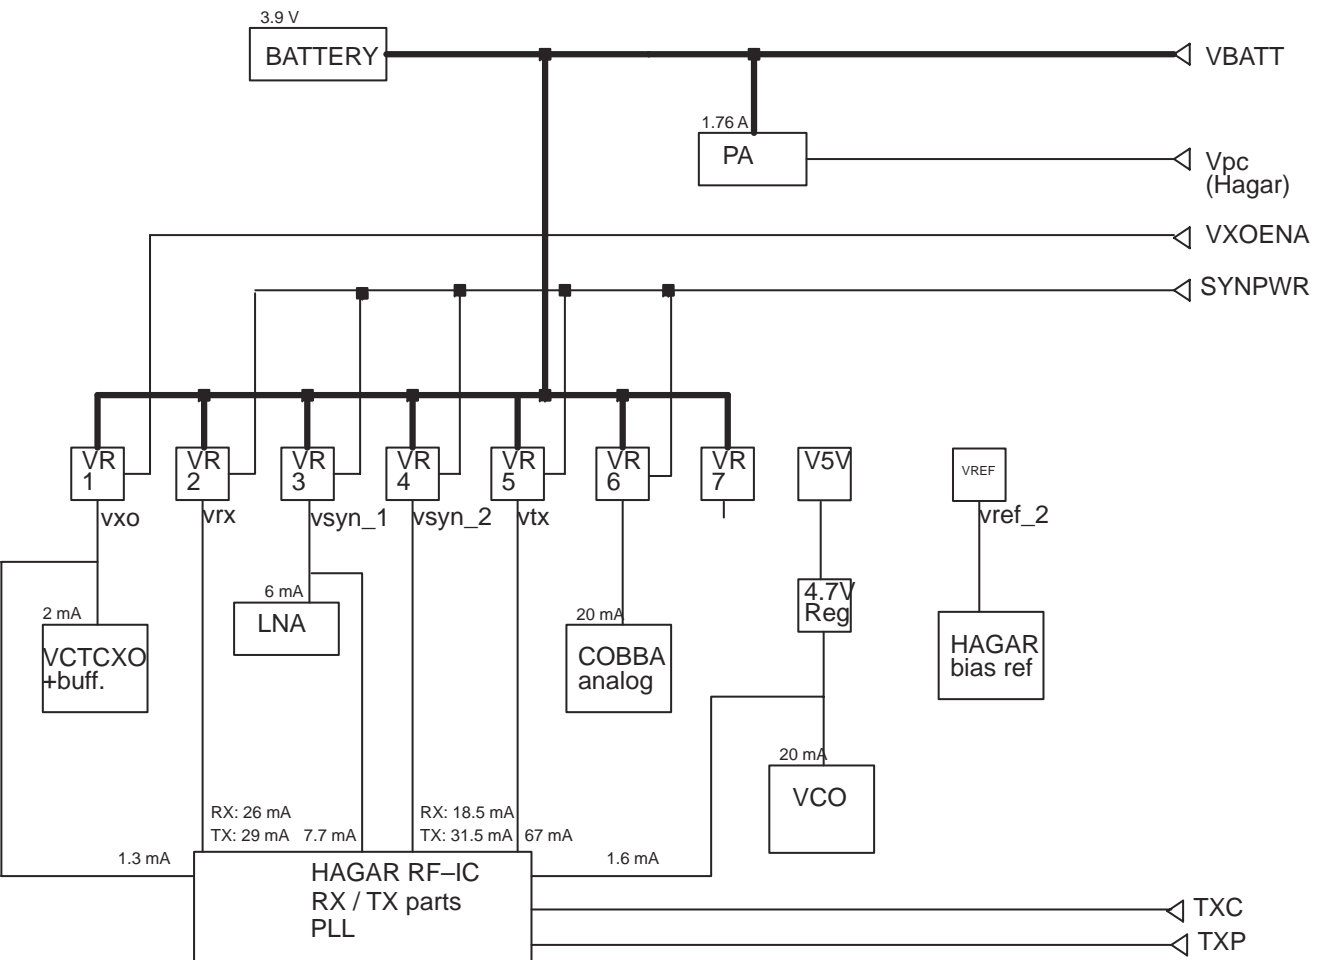 3.9 V
BATTERY
VBATT
1.76 A
PA
Vpc
(Hagar)
VXOENA
SYNPWR
VR
1
VR
2
VR
3
VR
4
VR
5
VR
6
VR
7
V5V
VREF
vxo
vrx
vsyn_1
vsyn_2
vtx
vref_2
4.7V
Reg
6 mA
LNA
2 mA
VCTCXO
+buff.
20 mA
COBBA
analog
HAGAR
bias ref
20 mA
VCO
RX: 26 mA
TX: 29 mA
7.7 mA
RX: 18.5 mA
TX: 31.5 mA
67 mA
1.3 mA
1.6 mA
HAGAR RF–IC
RX / TX parts
PLL
TXC
TXP